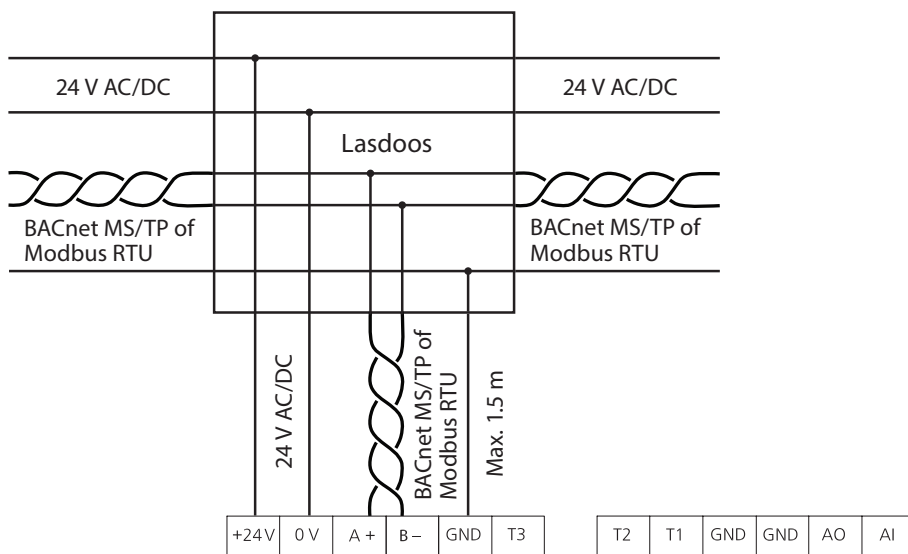 24 V AC/DC
24 V AC/DC
Lasdoos
BACnet MS/TP of
Modbus RTU
BACnet MS/TP of
Modbus RTU
24 V AC/DC
BACnet MS/TP of
Modbus RTU
Max. 1.5 m
+24 V 0 V A + B – GND T3 T2 T1 GND GND AO AI